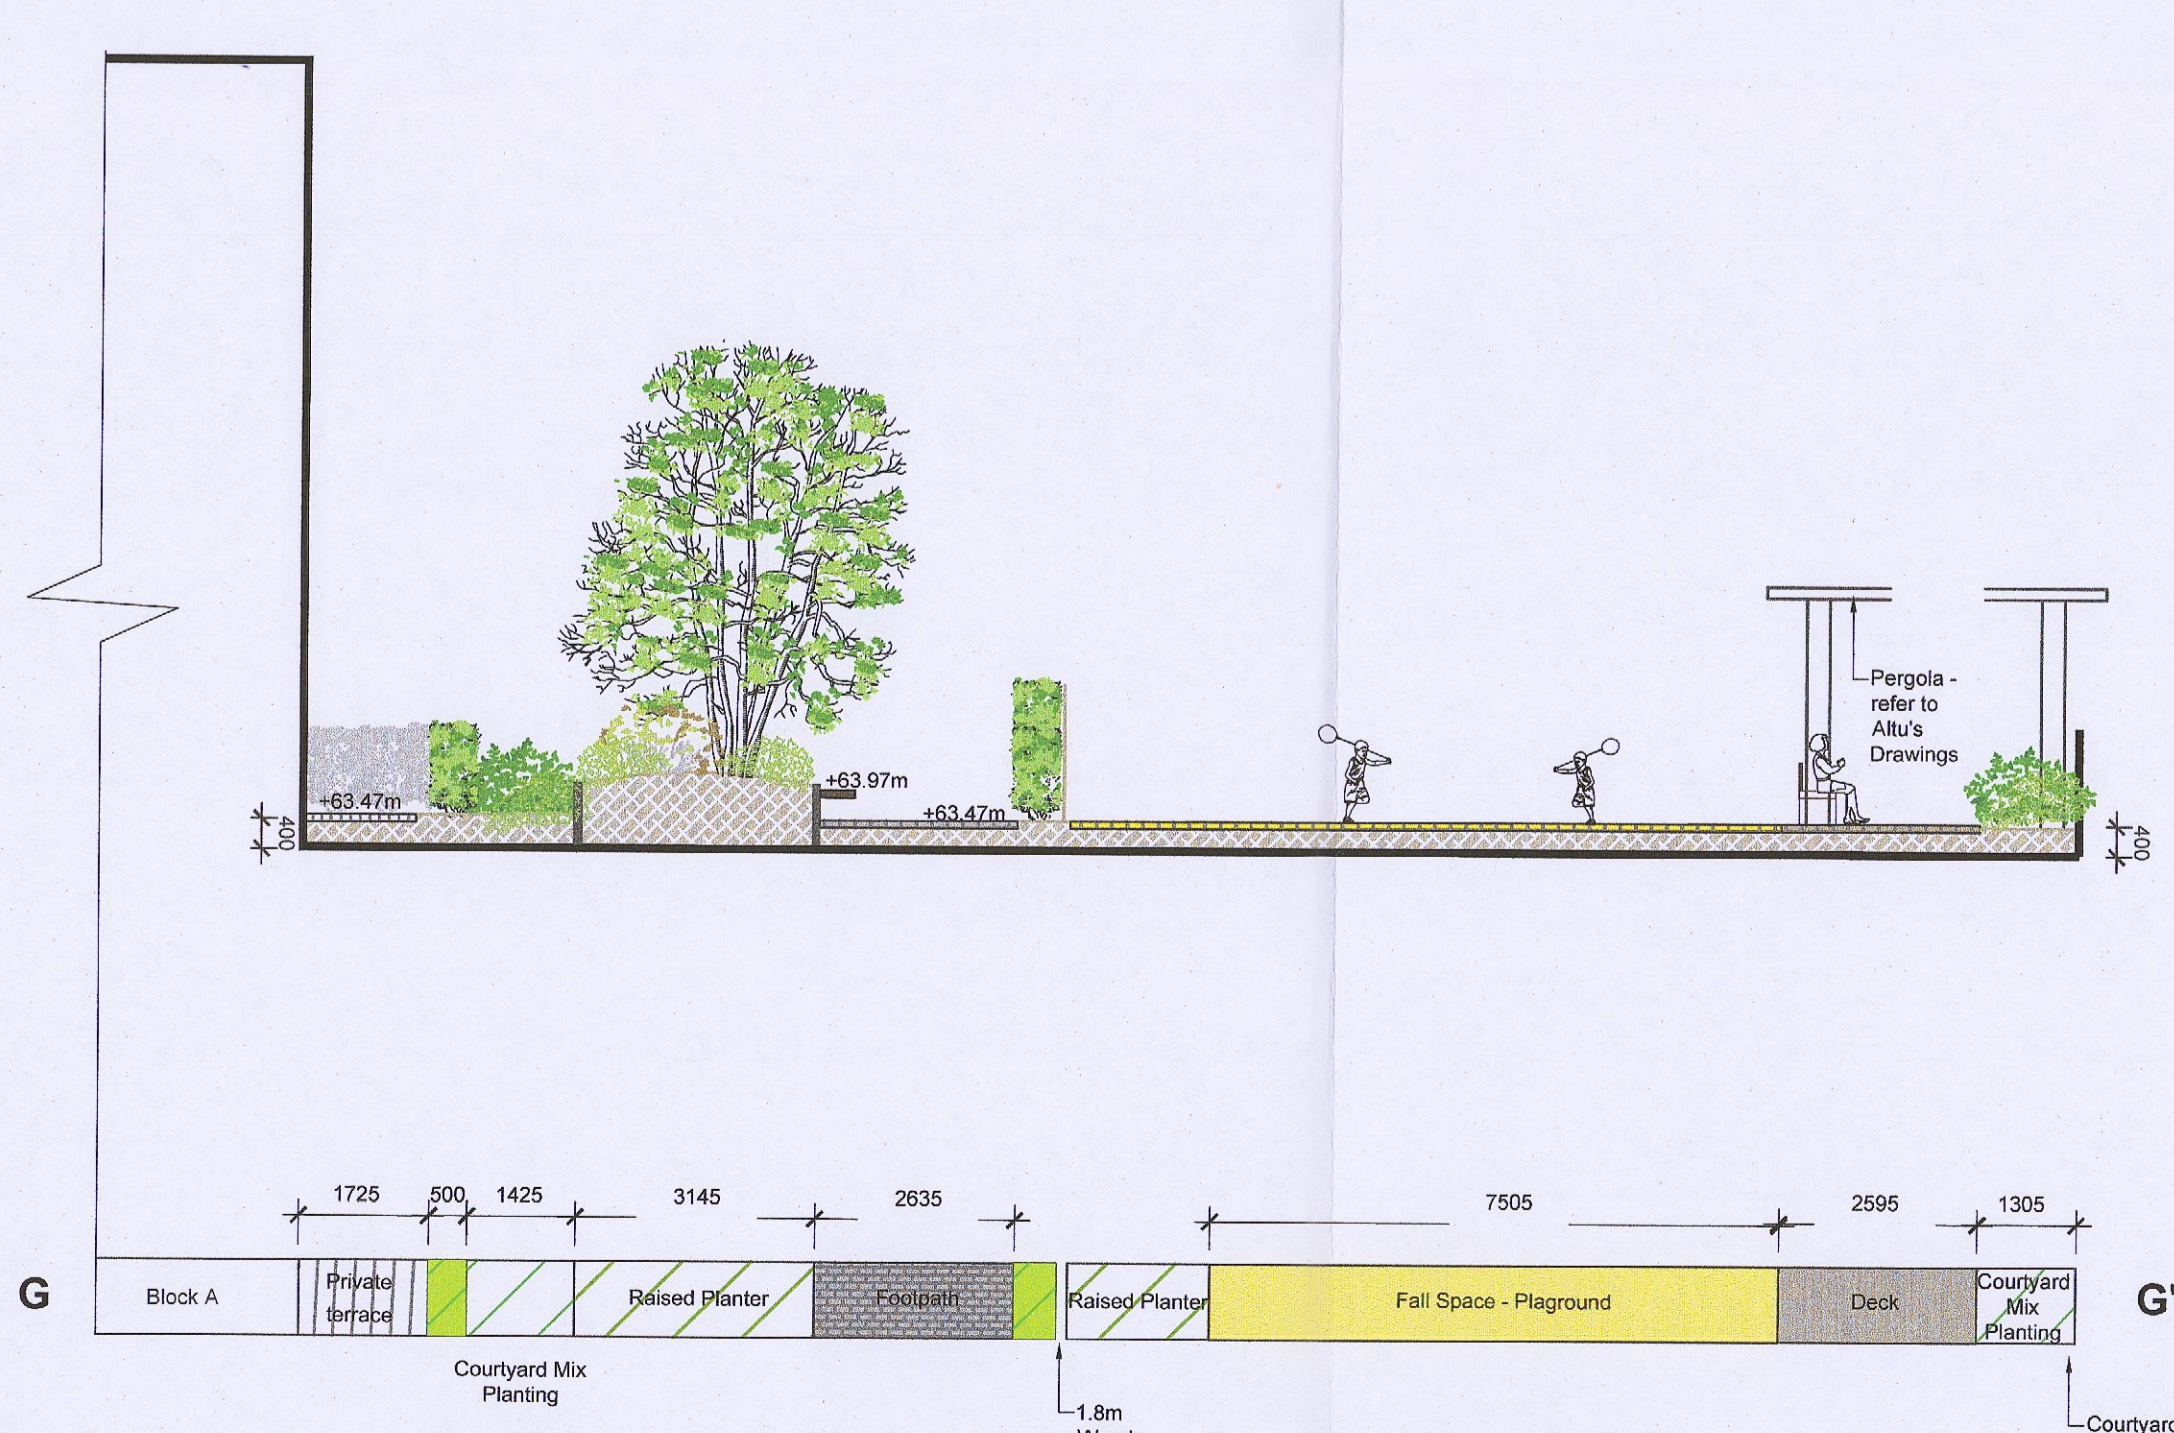 Pergola -
refer to
Altu's
Drawings
+63.97m
+63.47m
+63.47m
400
400
1725
500
1425
3145
2635
7505
2595
1305
G
Block A
Private
terrace
Raised Planter
Footpath
Raised Planter
Fall Space - Plaground
Deck
Courtyard
Mix
Planting
G'
Courtyard Mix
Planting
1.8m
Courtyard